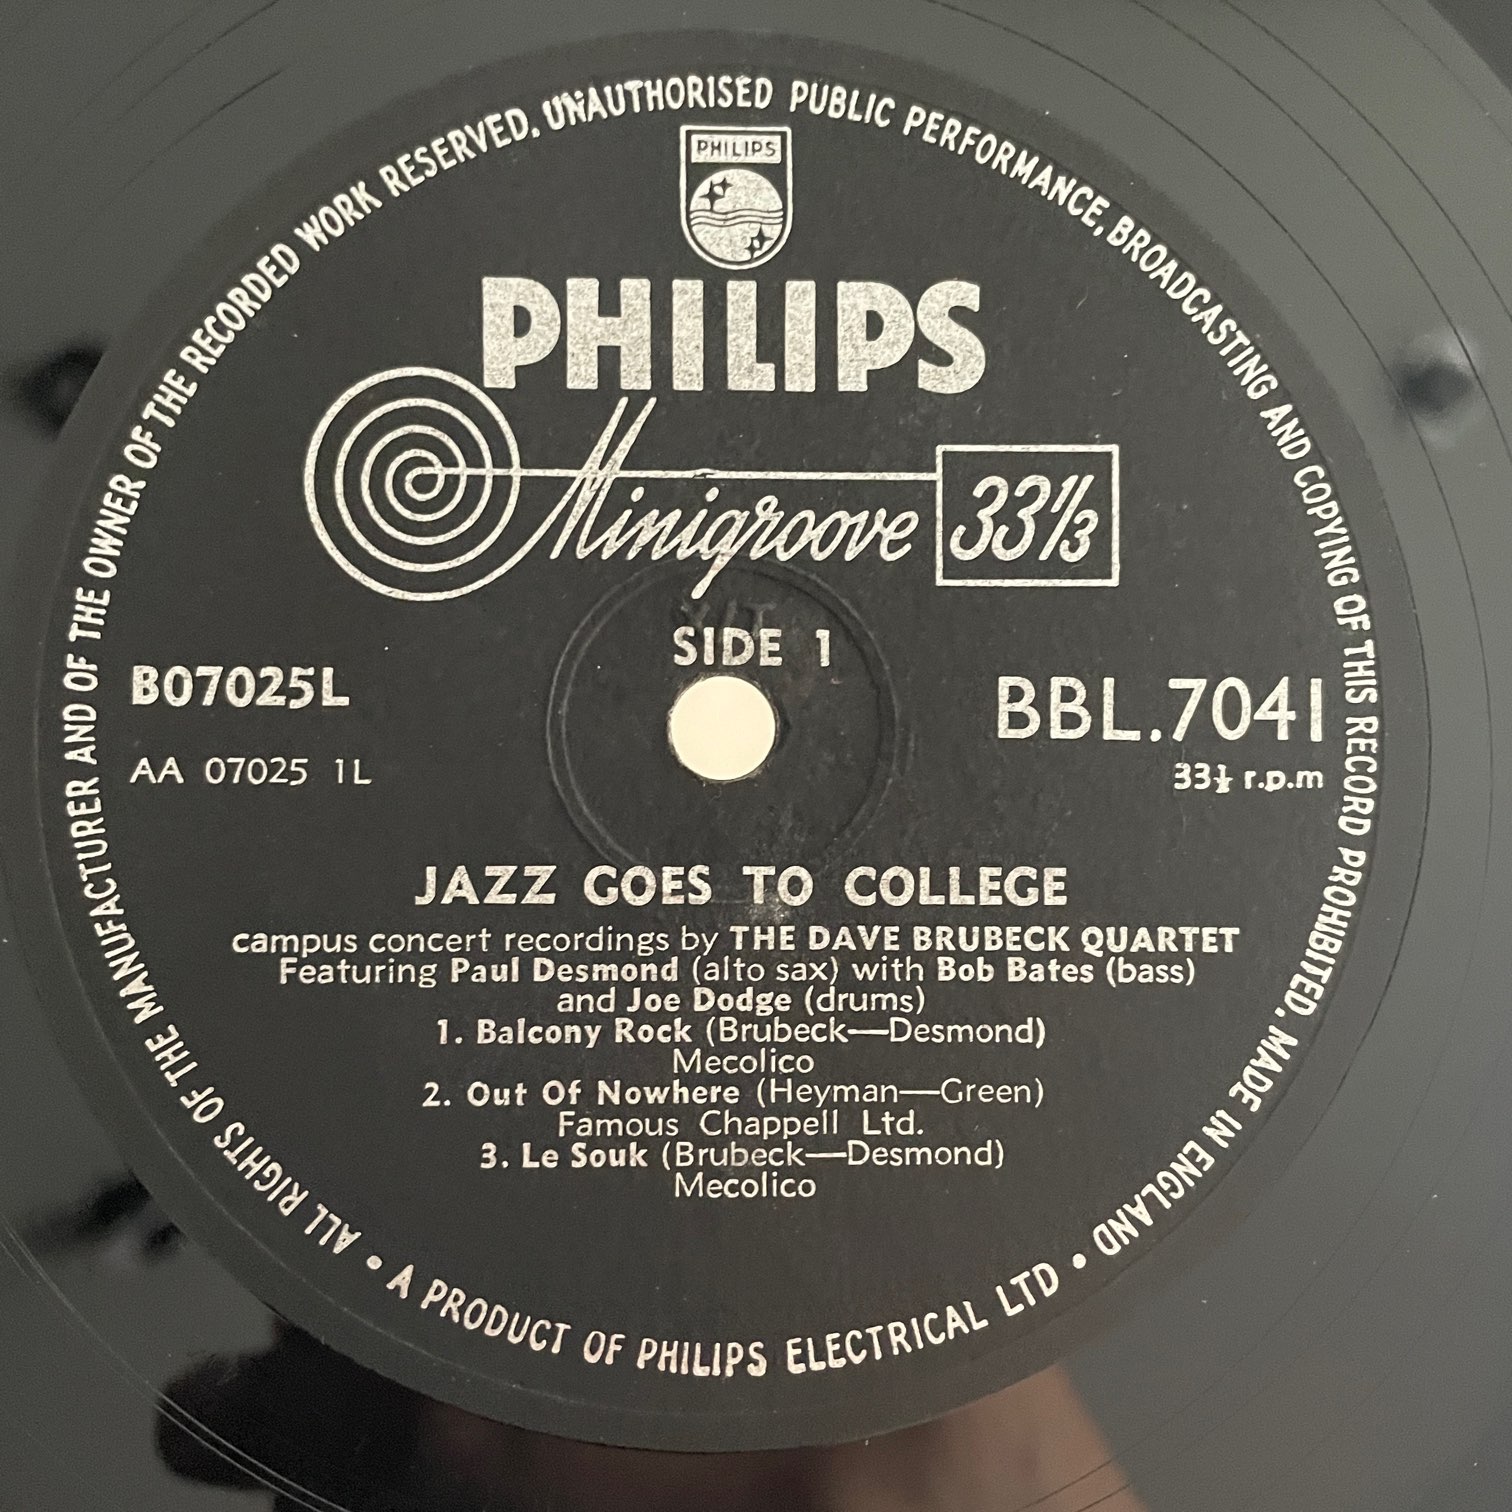 ALL RIGHTS OF THE MANUFACTURER AND OF THE OWNER OF THE RECORDED WORK RESERVED. UNAUTHORISED PUBLIC PERFORMANCE, BROADCASTING AND COPYING OF THIS RECORD PROHIBITED. MADE IN ENGLAND •
PHILIPS
PHILIPS
Minigroove 33 1/3
SIDE 1
B07025L
BBL.7041
AA 07025 1L
33⅓ r.p.m
JAZZ GOES TO COLLEGE
campus concert recordings by THE DAVE BRUBECK QUARTET
Featuring Paul Desmond (alto sax) with Bob Bates (bass)
and Joe Dodge (drums)
1. Balcony Rock (Brubeck—Desmond)
Mecolico
2. Out Of Nowhere (Heyman—Green)
Famous Chappell Ltd.
3. Le Souk (Brubeck—Desmond)
Mecolico
• A PRODUCT OF PHILIPS ELECTRICAL LTD